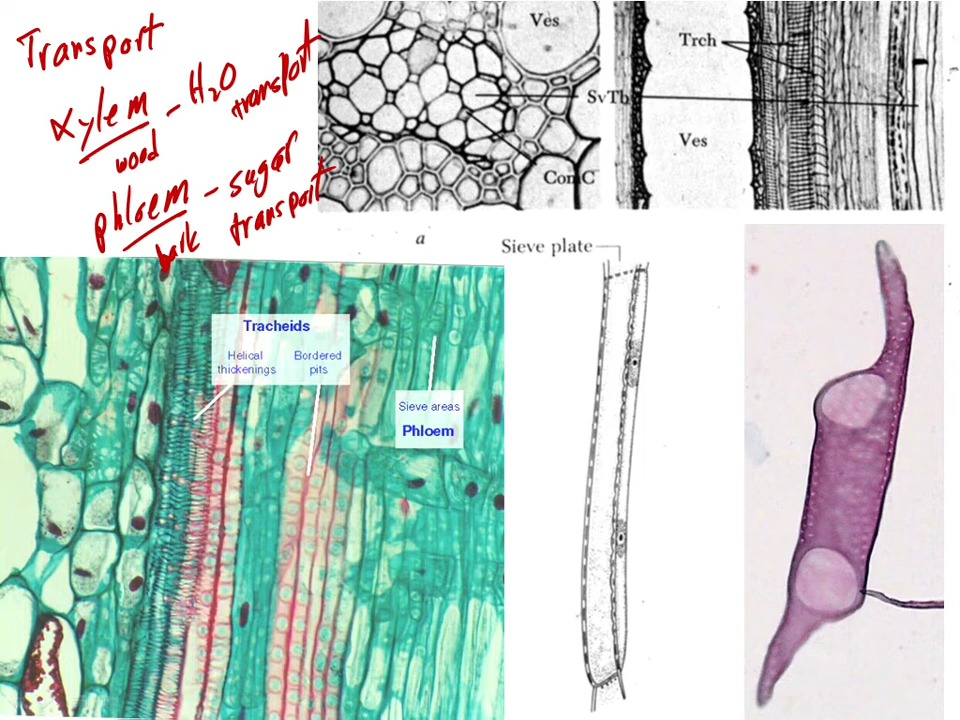 Transport
xylem - H₂O transport
wood
phloem - sugar transport
bark
Ves
Trch
SvTb
Ves
ComC
a
Sieve plate
Tracheids
Helical thickenings
Bordered pits
Sieve areas
Phloem